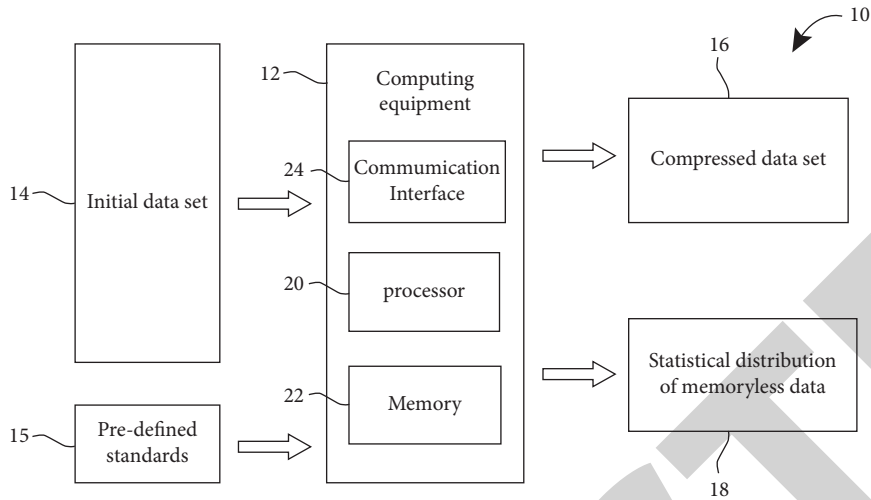 10
16
12
Computing
equipment
24
Commumication
Interface
Compressed data set
14
Initial data set
20
processor
Statistical distribution
of memoryless data
22
Memory
15
Pre-defined
standards
18